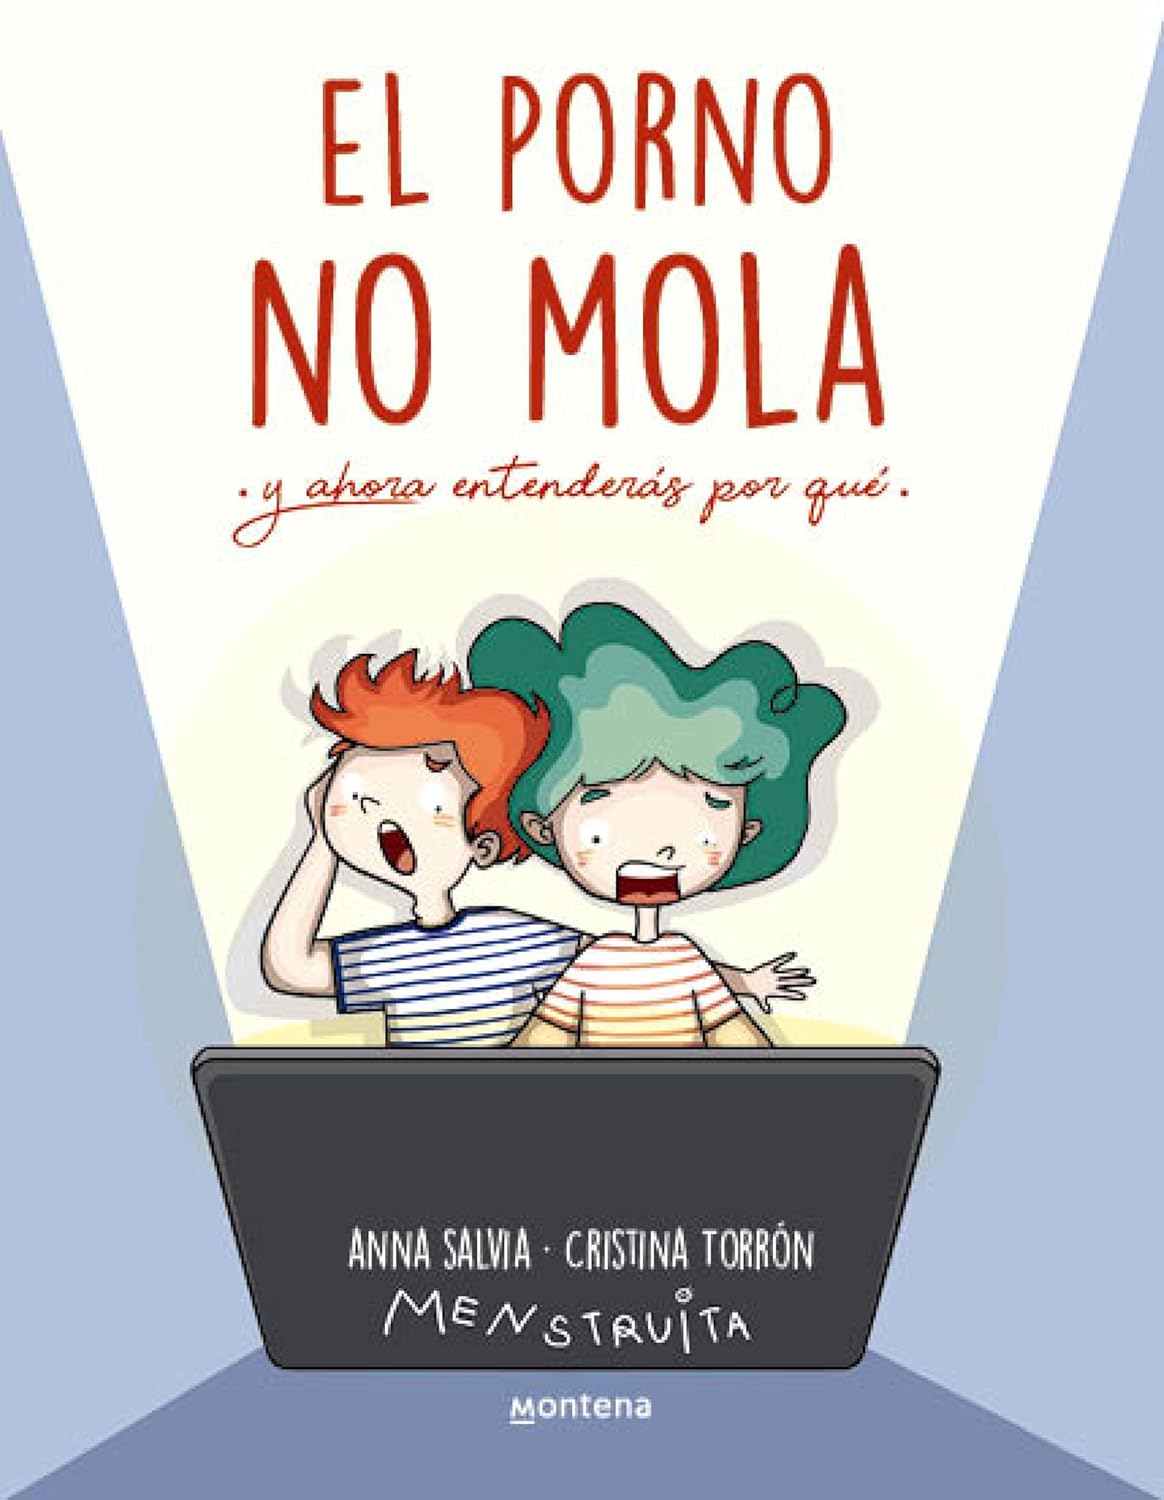 EL PORNO
NO MOLA
· y ahora entenderás por qué ·
ANNA SALVIA · CRISTINA TORRÓN
MENSTRUITA
Montena